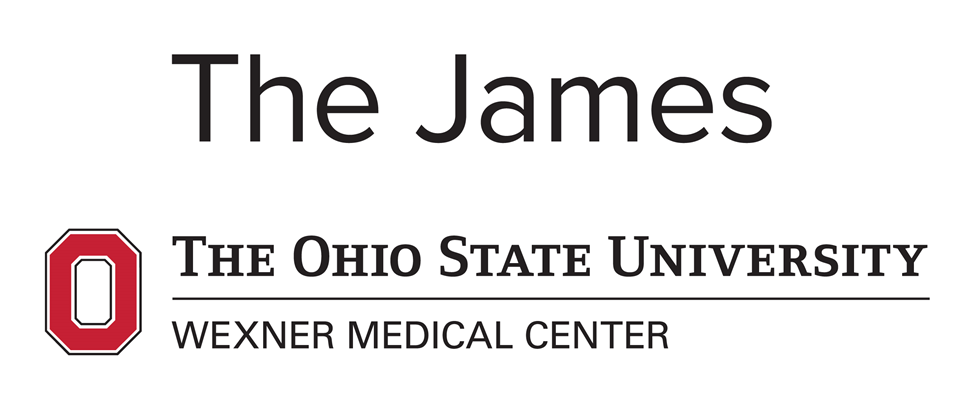 The James
THE OHIO STATE UNIVERSITY
WEXNER MEDICAL CENTER